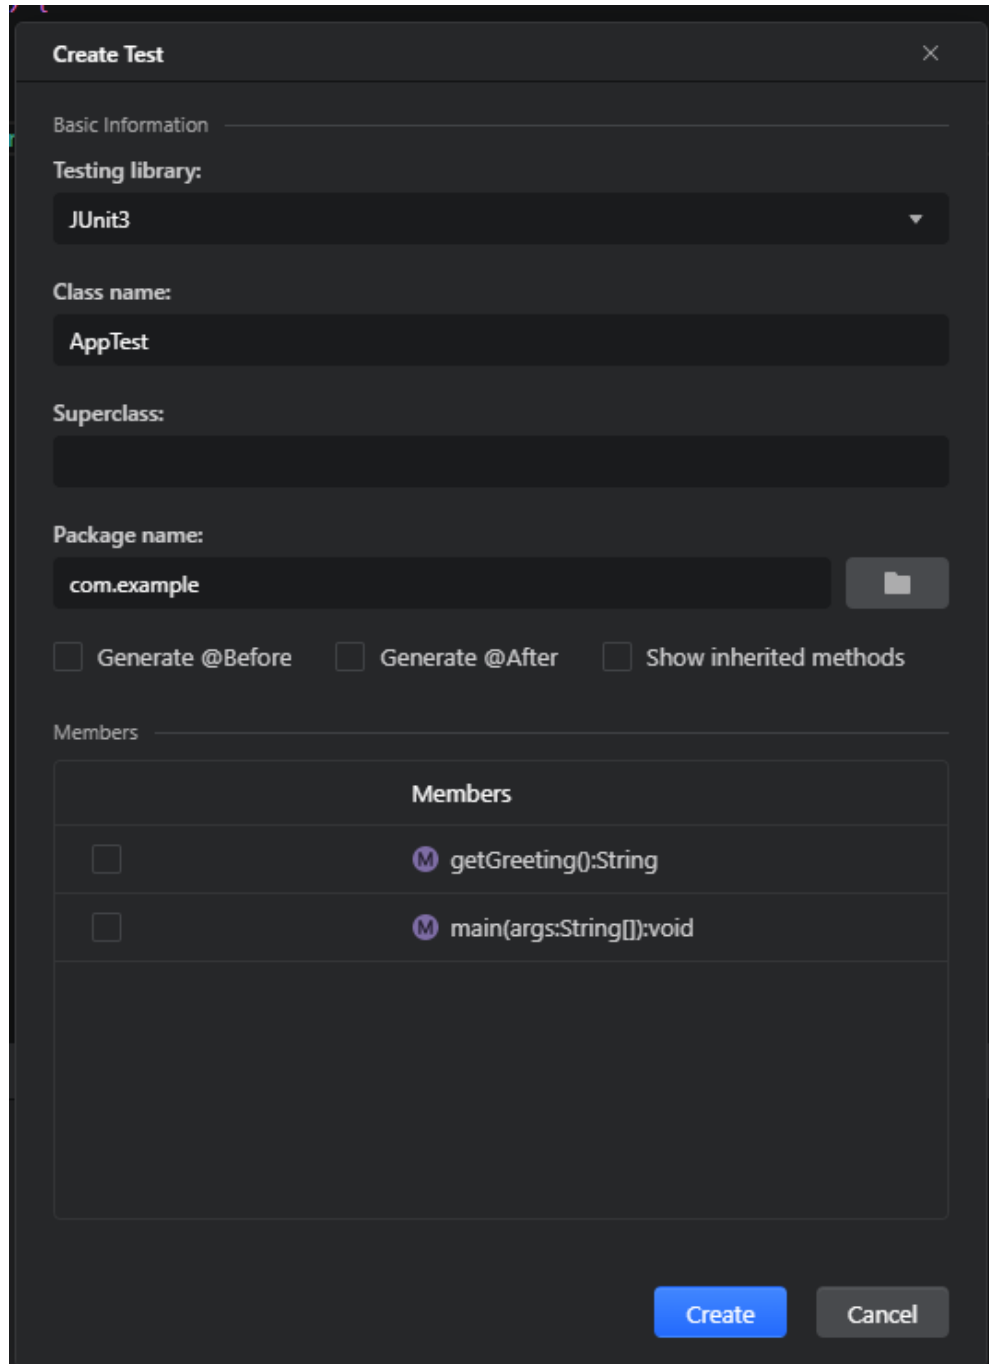 Create Test
Basic Information
Testing library:
JUnit3
Class name:
AppTest
Superclass:
Package name:
com.example
Generate @Before Generate @After Show inherited methods
Members
Members
M getGreeting():String
M main(args:String[]):void
Create Cancel